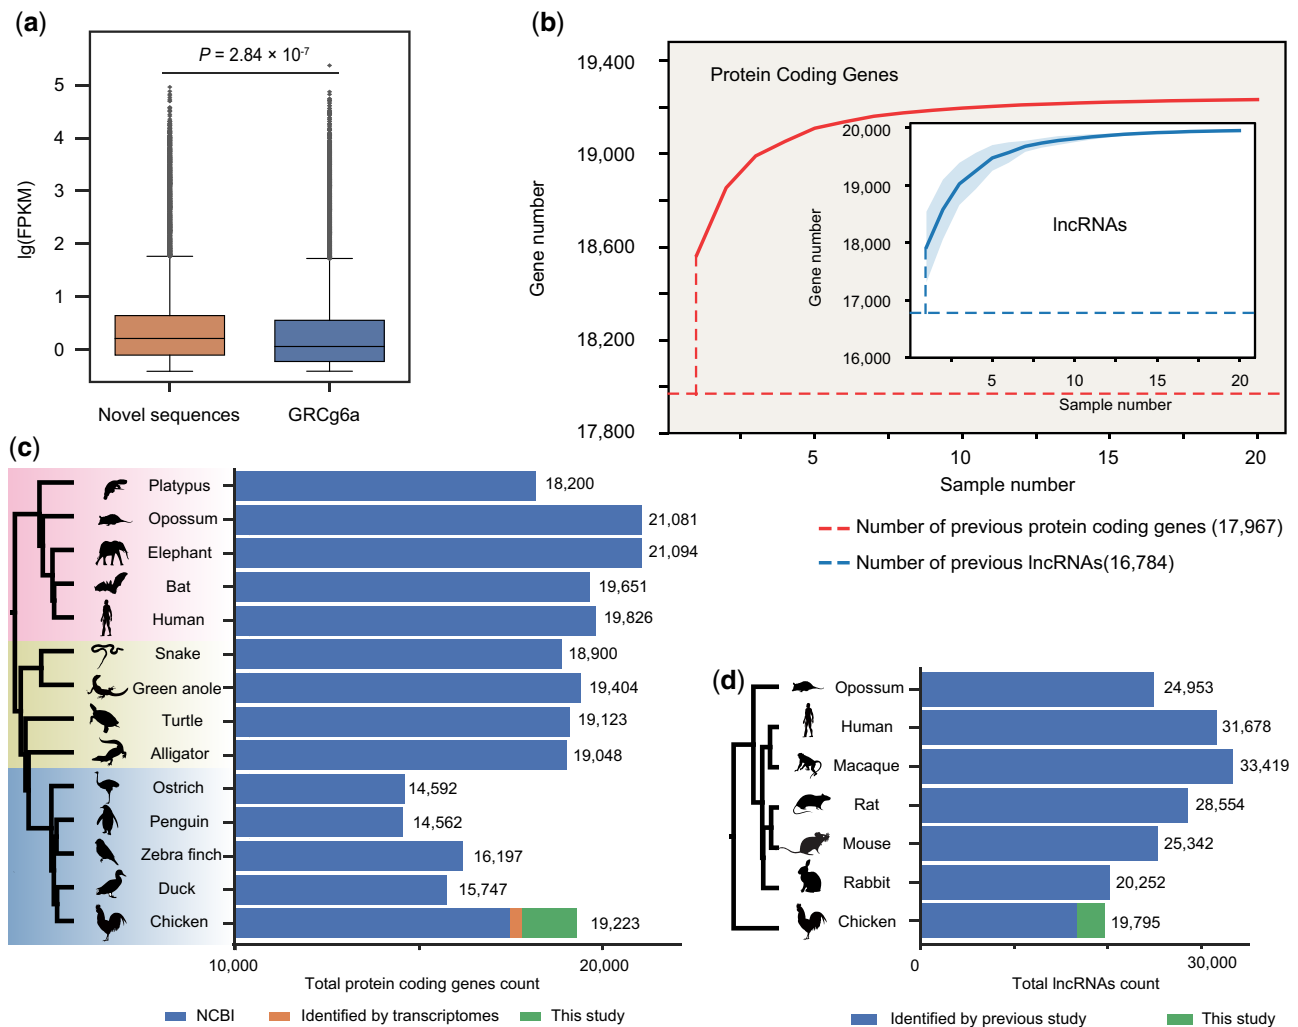 (a)
P = 2.84 × 10-7
5
4
3
2
1
0
lg(FPKM)
Novel sequences
GRCg6a
(b)
Protein Coding Genes
19,400
19,000
18,600
18,200
17,800
Gene number
5
10
15
20
Sample number
lncRNAs
20,000
19,000
18,000
17,000
16,000
Gene number
5
10
15
20
Sample number
Number of previous protein coding genes (17,967)
Number of previous lncRNAs(16,784)
(c)
Platypus 18,200
Opossum 21,081
Elephant 21,094
Bat 19,651
Human 19,826
Snake 18,900
Green anole 19,404
Turtle 19,123
Alligator 19,048
Ostrich 14,592
Penguin 14,562
Zebra finch 16,197
Duck 15,747
Chicken 19,223
10,000
20,000
Total protein coding genes count
NCBI
Identified by transcriptomes
This study
(d)
Opossum 24,953
Human 31,678
Macaque 33,419
Rat 28,554
Mouse 25,342
Rabbit 20,252
Chicken 19,795
0
30,000
Total lncRNAs count
Identified by previous study
This study